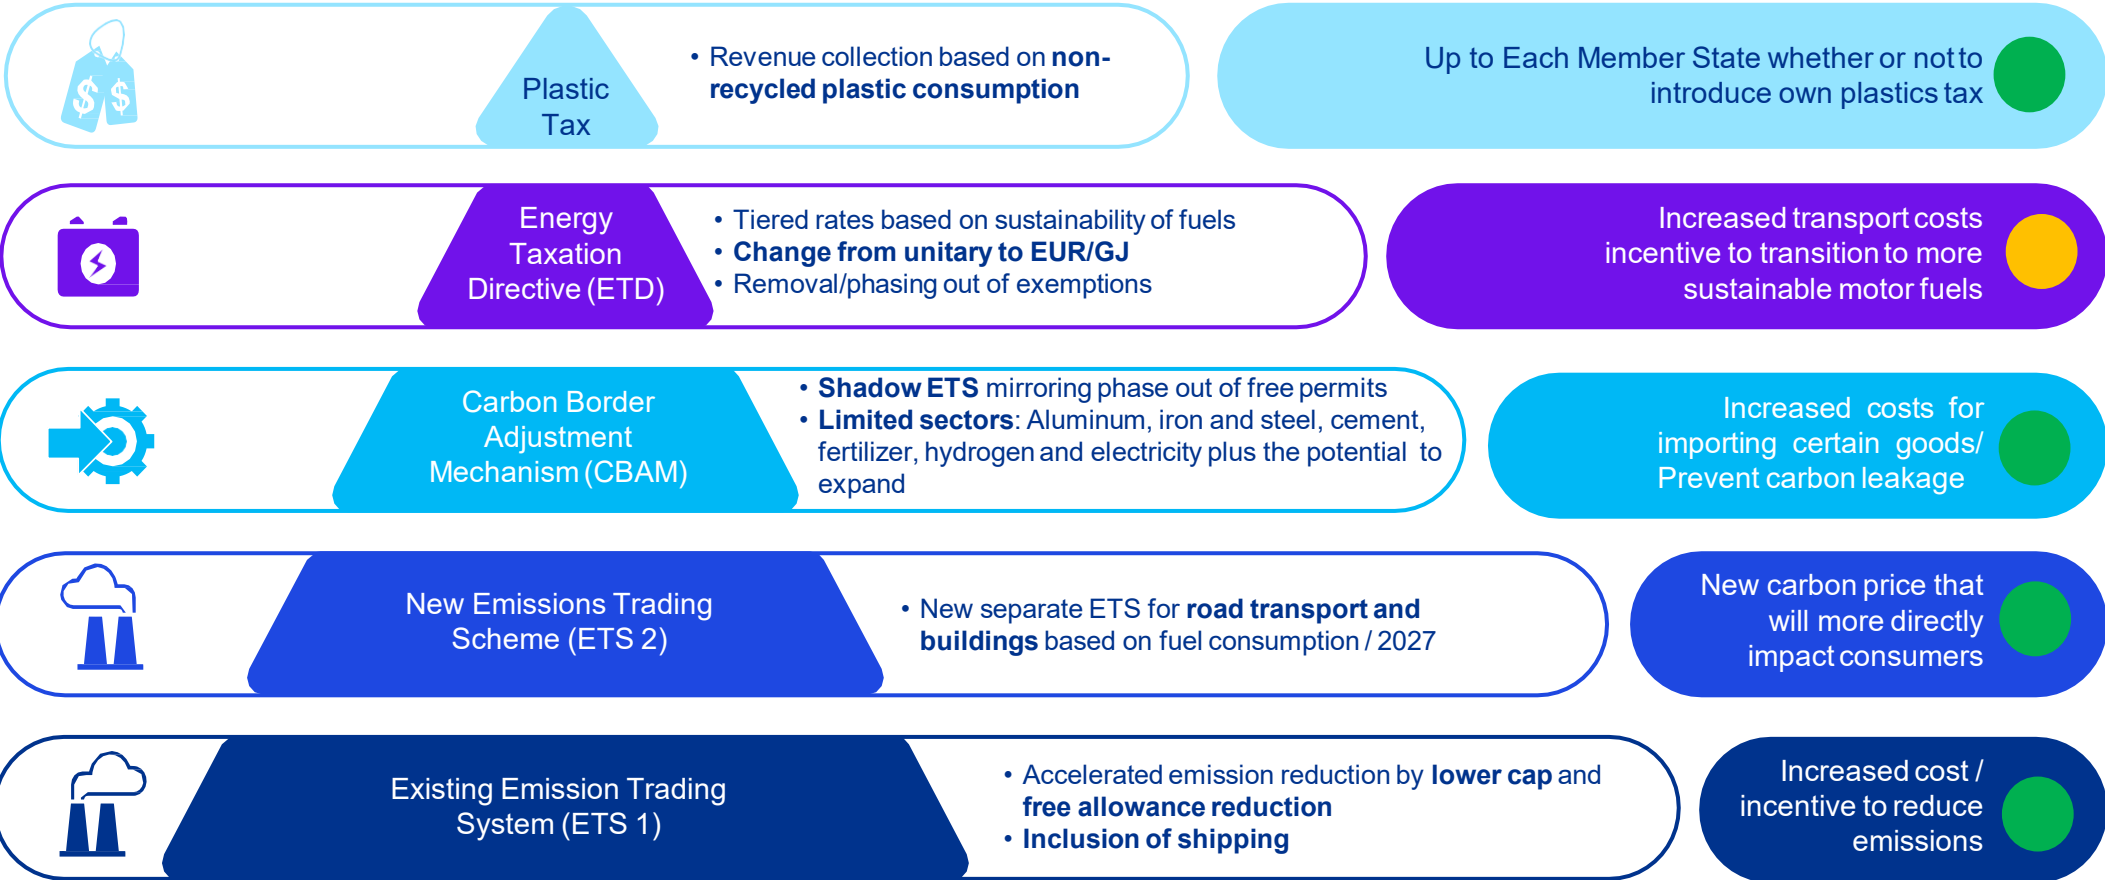 Plastic
Tax
• Revenue collection based on non-
recycled plastic consumption
Up to Each Member State whether or not to
introduce own plastics tax
$ $
Energy
Taxation
Directive (ETD)
• Tiered rates based on sustainability of fuels
• Change from unitary to EUR/GJ
• Removal/phasing out of exemptions
Increased transport costs
incentive to transition to more
sustainable motor fuels
Carbon Border
Adjustment
Mechanism (CBAM)
• Shadow ETS mirroring phase out of free permits
• Limited sectors: Aluminum, iron and steel, cement,
fertilizer, hydrogen and electricity plus the potential to
expand
Increased costs for
importing certain goods/
Prevent carbon leakage
New Emissions Trading
Scheme (ETS 2)
• New separate ETS for road transport and
buildings based on fuel consumption / 2027
New carbon price that
will more directly
impact consumers
Existing Emission Trading
System (ETS 1)
• Accelerated emission reduction by lower cap and
free allowance reduction
• Inclusion of shipping
Increased cost /
incentive to reduce
emissions